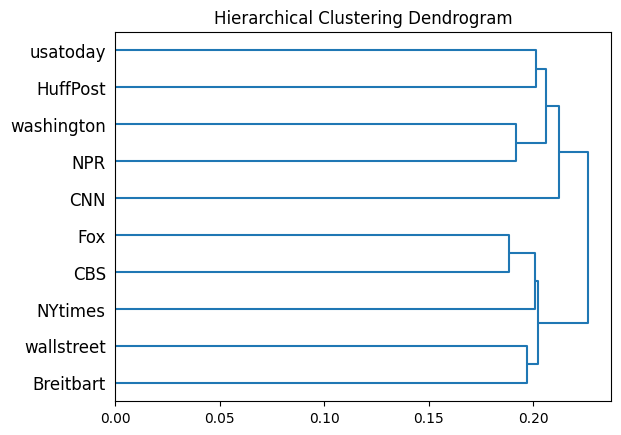 Hierarchical Clustering Dendrogram
usatoday
HuffPost
washington
NPR
CNN
Fox
CBS
NYtimes
wallstreet
Breitbart
0.00 0.05 0.10 0.15 0.20